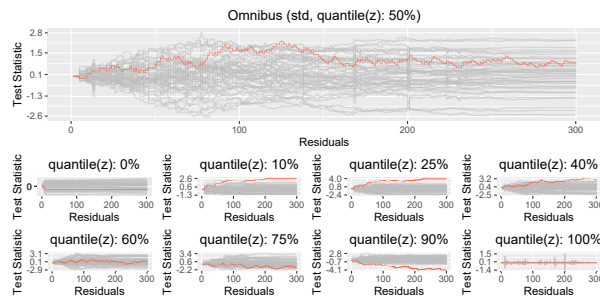 Omnibus (std, quantile(z): 50%)
Test Statistic
2.8
1.5
0.1
-1.3
-2.6
0
100
200
300
Residuals
quantile(z): 0%
quantile(z): 10%
quantile(z): 25%
quantile(z): 40%
Test Statistic
0
0 100 200 300
Residuals
Test Statistic
2.6
0.6
-1.3
0 100 200 300
Residuals
Test Statistic
4.0
0.8
-2.4
0 100 200 300
Residuals
Test Statistic
3.2
0.4
-2.4
0 100 200 300
Residuals
quantile(z): 60%
quantile(z): 75%
quantile(z): 90%
quantile(z): 100%
Test Statistic
3.1
0.1
-2.9
0 100 200 300
Residuals
Test Statistic
3.4
0.6
-2.2
0 100 200 300
Residuals
Test Statistic
2.8
-0.7
-4.1
0 100 200 300
Residuals
Test Statistic
1.5
0.1
-1.4
0 100 200 300
Residuals